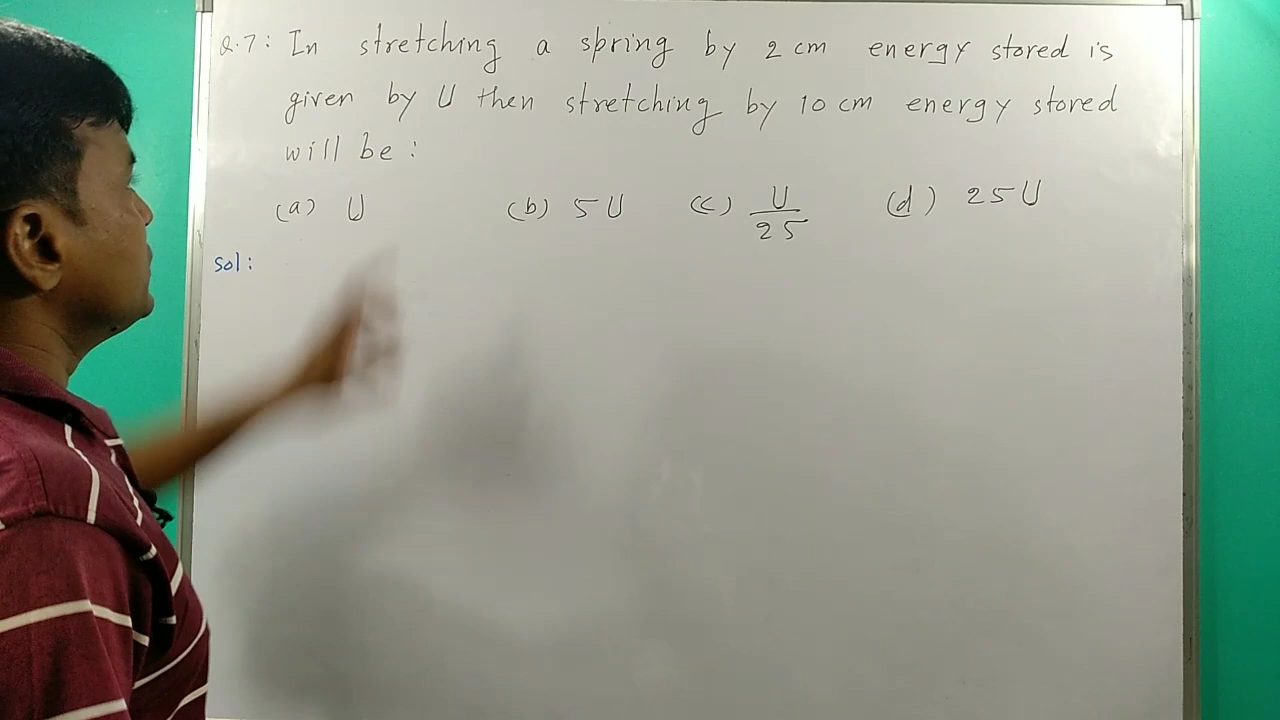 Q.7: In stretching a spring by 2 cm energy stored is
given by U then stretching by 10 cm energy stored
will be :
(a) U (b) 5U (c) U/25 (d) 25U
Sol: